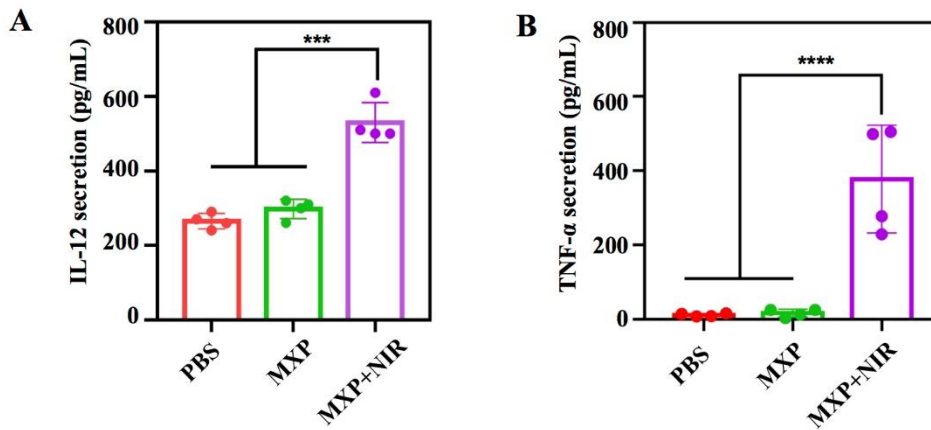 A
IL-12 secretion (pg/mL)
800
600
400
200
0
***
PBS
MXP
MXP+NIR
B
TNF-α secretion (pg/mL)
800
600
400
200
0
****
PBS
MXP
MXP+NIR